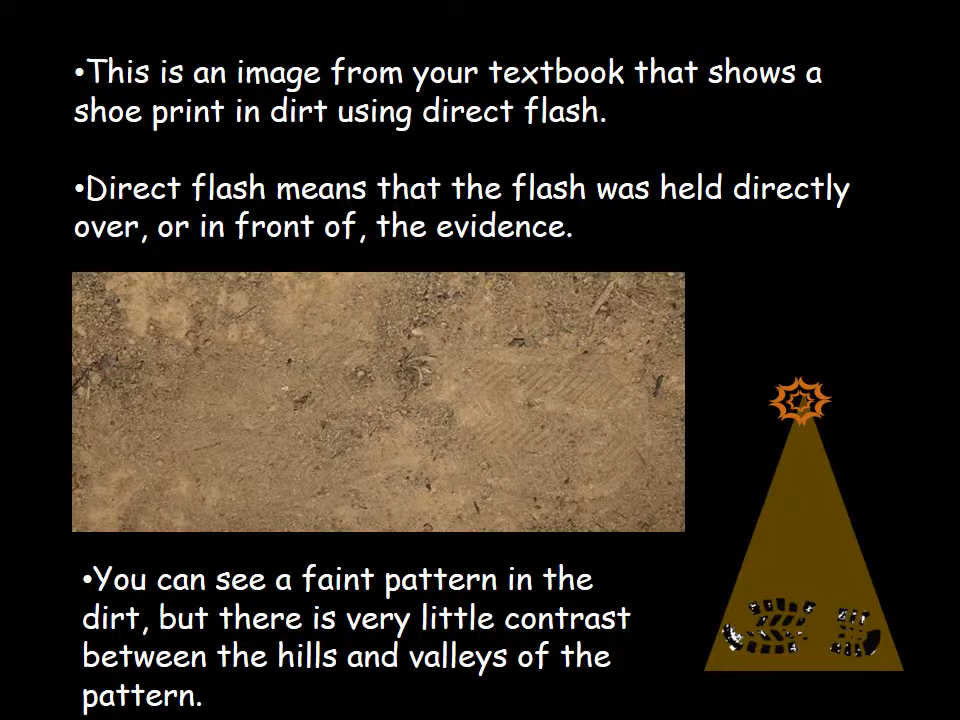 •This is an image from your textbook that shows a
shoe print in dirt using direct flash.
•Direct flash means that the flash was held directly
over, or in front of, the evidence.
•You can see a faint pattern in the
dirt, but there is very little contrast
between the hills and valleys of the
pattern.